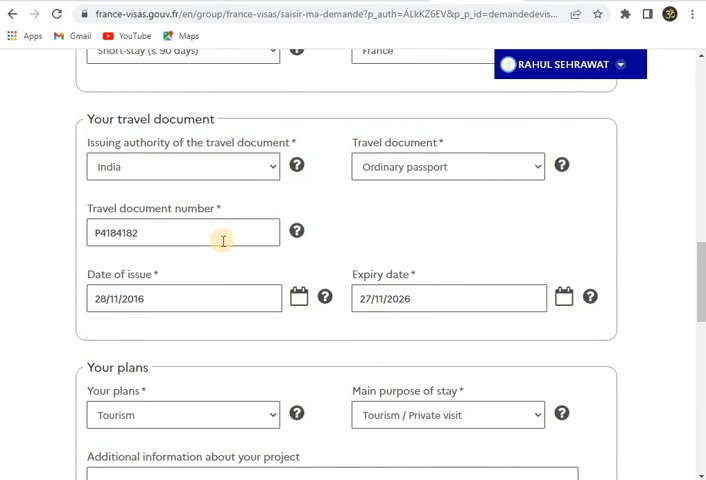 france-visas.gouv.fr/en/group/france-visas/saisir-ma-demande?p_auth=ALkKZ6EV&p_p_id=demandedevis...
Apps Gmail YouTube Maps
Short-stay (≤ 90 days) France
RAHUL SEHRAWAT
Your travel document
Issuing authority of the travel document * Travel document *
India Ordinary passport
Travel document number *
P4184182
Date of issue * Expiry date *
28/11/2016 27/11/2026
Your plans
Your plans * Main purpose of stay *
Tourism Tourism / Private visit
Additional information about your project